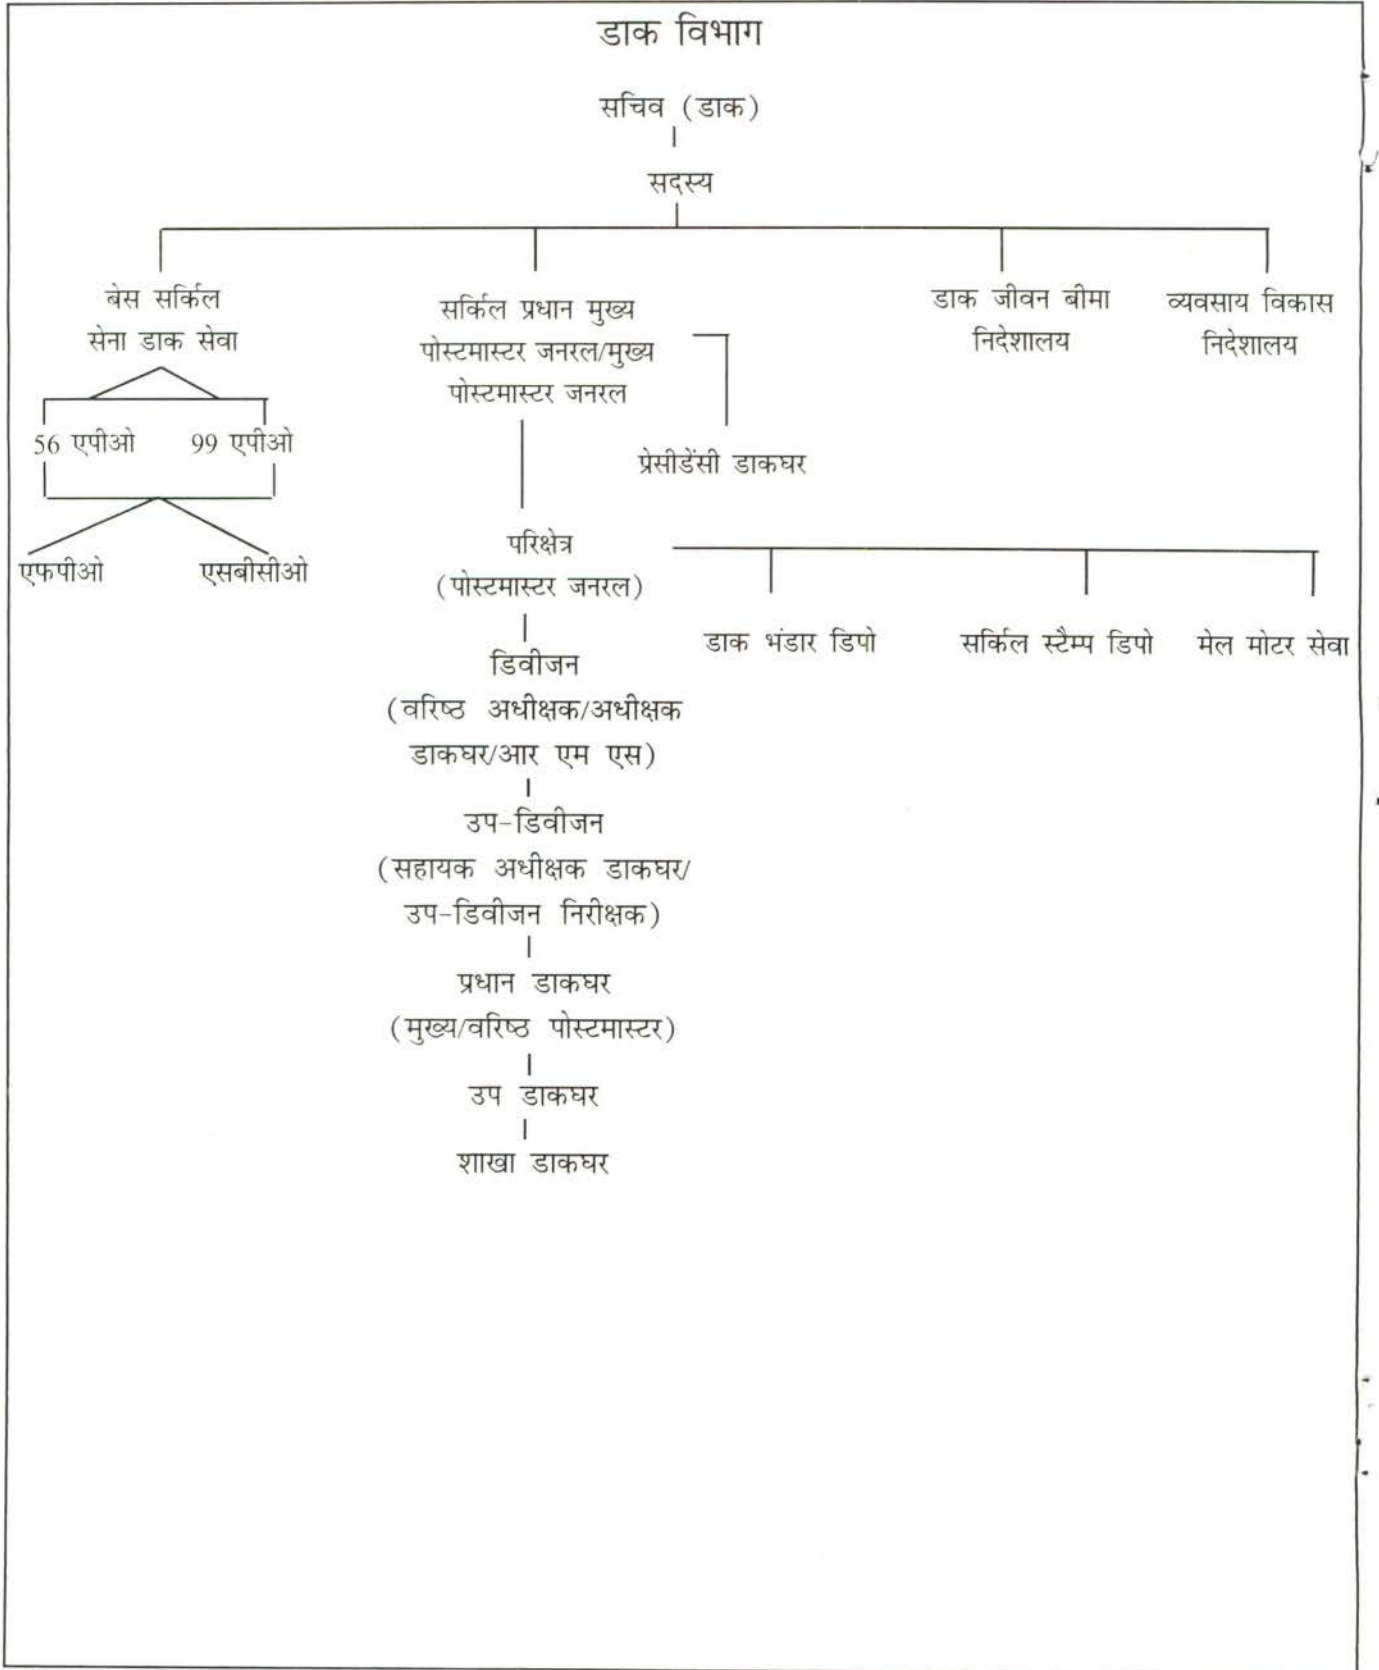 डाक विभाग
सचिव (डाक)
सदस्य
बेस सर्किल
सेना डाक सेवा
56 एपीओ
99 एपीओ
एफपीओ
एसबीसीओ
सर्किल प्रधान मुख्य
पोस्टमास्टर जनरल/मुख्य
पोस्टमास्टर जनरल
प्रेसीडेंसी डाकघर
डाक जीवन बीमा
निदेशालय
व्यवसाय विकास
निदेशालय
परिक्षेत्र
(पोस्टमास्टर जनरल)
डाक भंडार डिपो
सर्किल स्टैम्प डिपो
मेल मोटर सेवा
डिवीजन
(वरिष्ठ अधीक्षक/अधीक्षक
डाकघर/आर एम एस)
उप-डिवीजन
(सहायक अधीक्षक डाकघर/
उप-डिवीजन निरीक्षक)
प्रधान डाकघर
(मुख्य/वरिष्ठ पोस्टमास्टर)
उप डाकघर
शाखा डाकघर